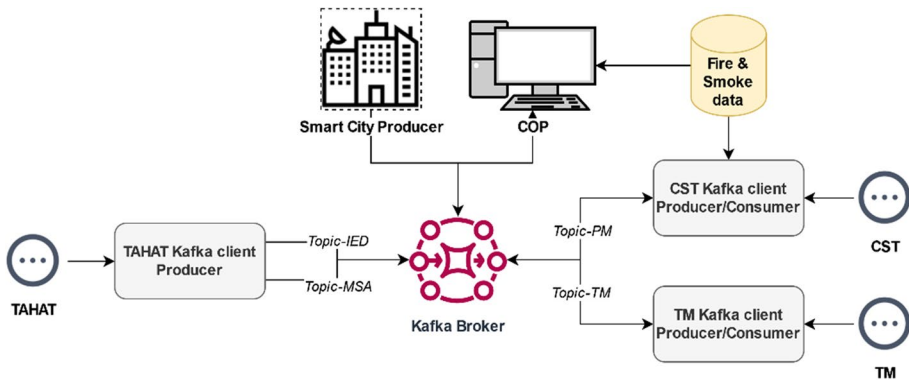 Fire &
Smoke
data
Smart City Producer
COP
CST Kafka client
Producer/Consumer
CST
Topic-PM
Topic-IED
TAHAT Kafka client
Producer
Topic-MSA
TAHAT
Kafka Broker
Topic-TM
TM Kafka client
Producer/Consumer
TM